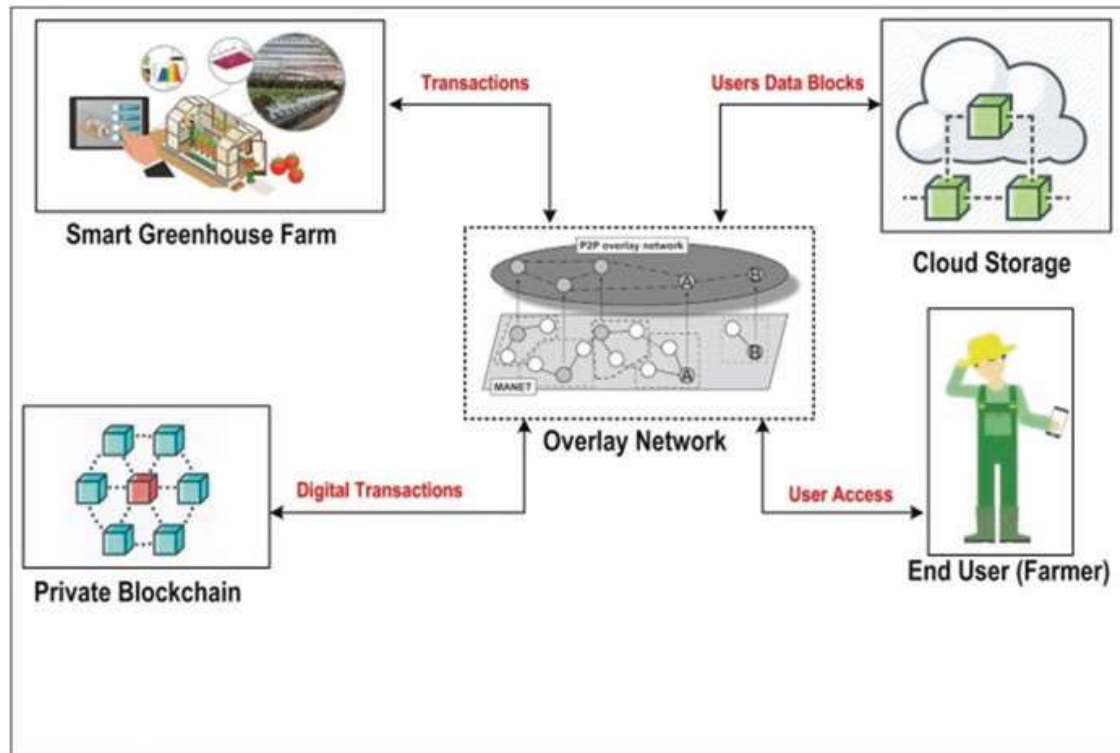 Transactions
Users Data Blocks
Smart Greenhouse Farm
P2P overlay network
A
B
Cloud Storage
B
MANET
A
Overlay Network
Digital Transactions
User Access
Private Blockchain
End User (Farmer)